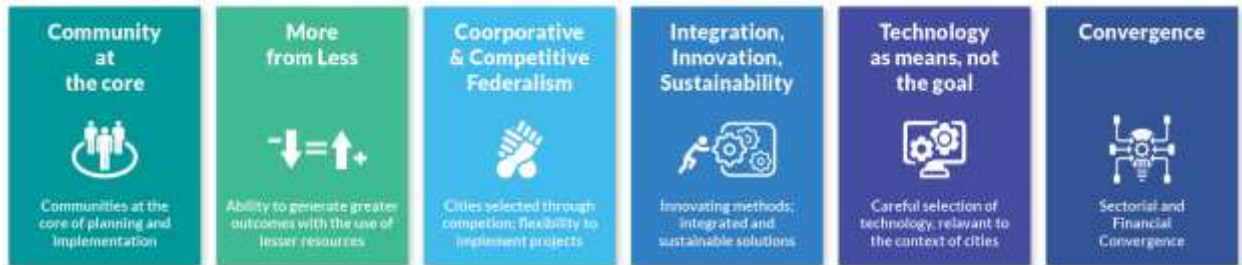 Community
at
the core
Communities at the
core of planning and
implementation
More
from Less
Ability to generate greater
outcomes with the use of
lesser resources
Coorporative
& Competitive
Federalism
Cities selected through
competion; flexibility to
implement projects
Integration,
Innovation,
Sustainability
Innovating methods;
integrated and
sustainable solutions
Technology
as means, not
the goal
Careful selection of
technology, relavant to
the context of cities
Convergence
Sectorial and
Financial
Convergence